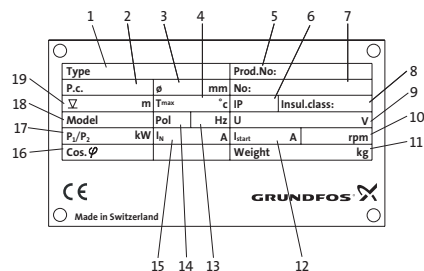 1 2 3 4 5 6 7
Type Prod.No:
P.c. ø mm No:
19 ∇ m Tmax °c IP Insul.class: 8
18 Model Pol Hz U V 9
17 P1/P2 kW IN A Istart A rpm 10
16 Cos.φ Weight kg 11
CE GRUNDFOS
Made in Switzerland
15 14 13 12